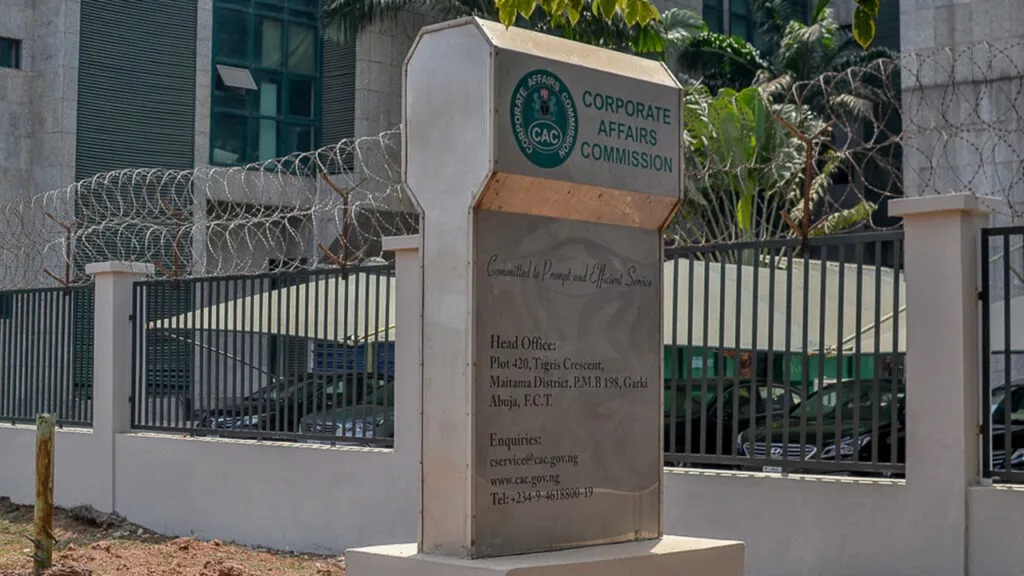 CORPORATE AFFAIRS COMMISSION
CAC
CORPORATE
AFFAIRS
COMMISSION
Committed to Prompt and Efficient Service
Head Office:
Plot 420, Tigris Crescent,
Maitama District, P.M.B 198, Garki
Abuja, F.C.T.
Enquiries:
cservice@cac.gov.ng
www.cac.gov.ng
Tel: +234-9-4618800-19